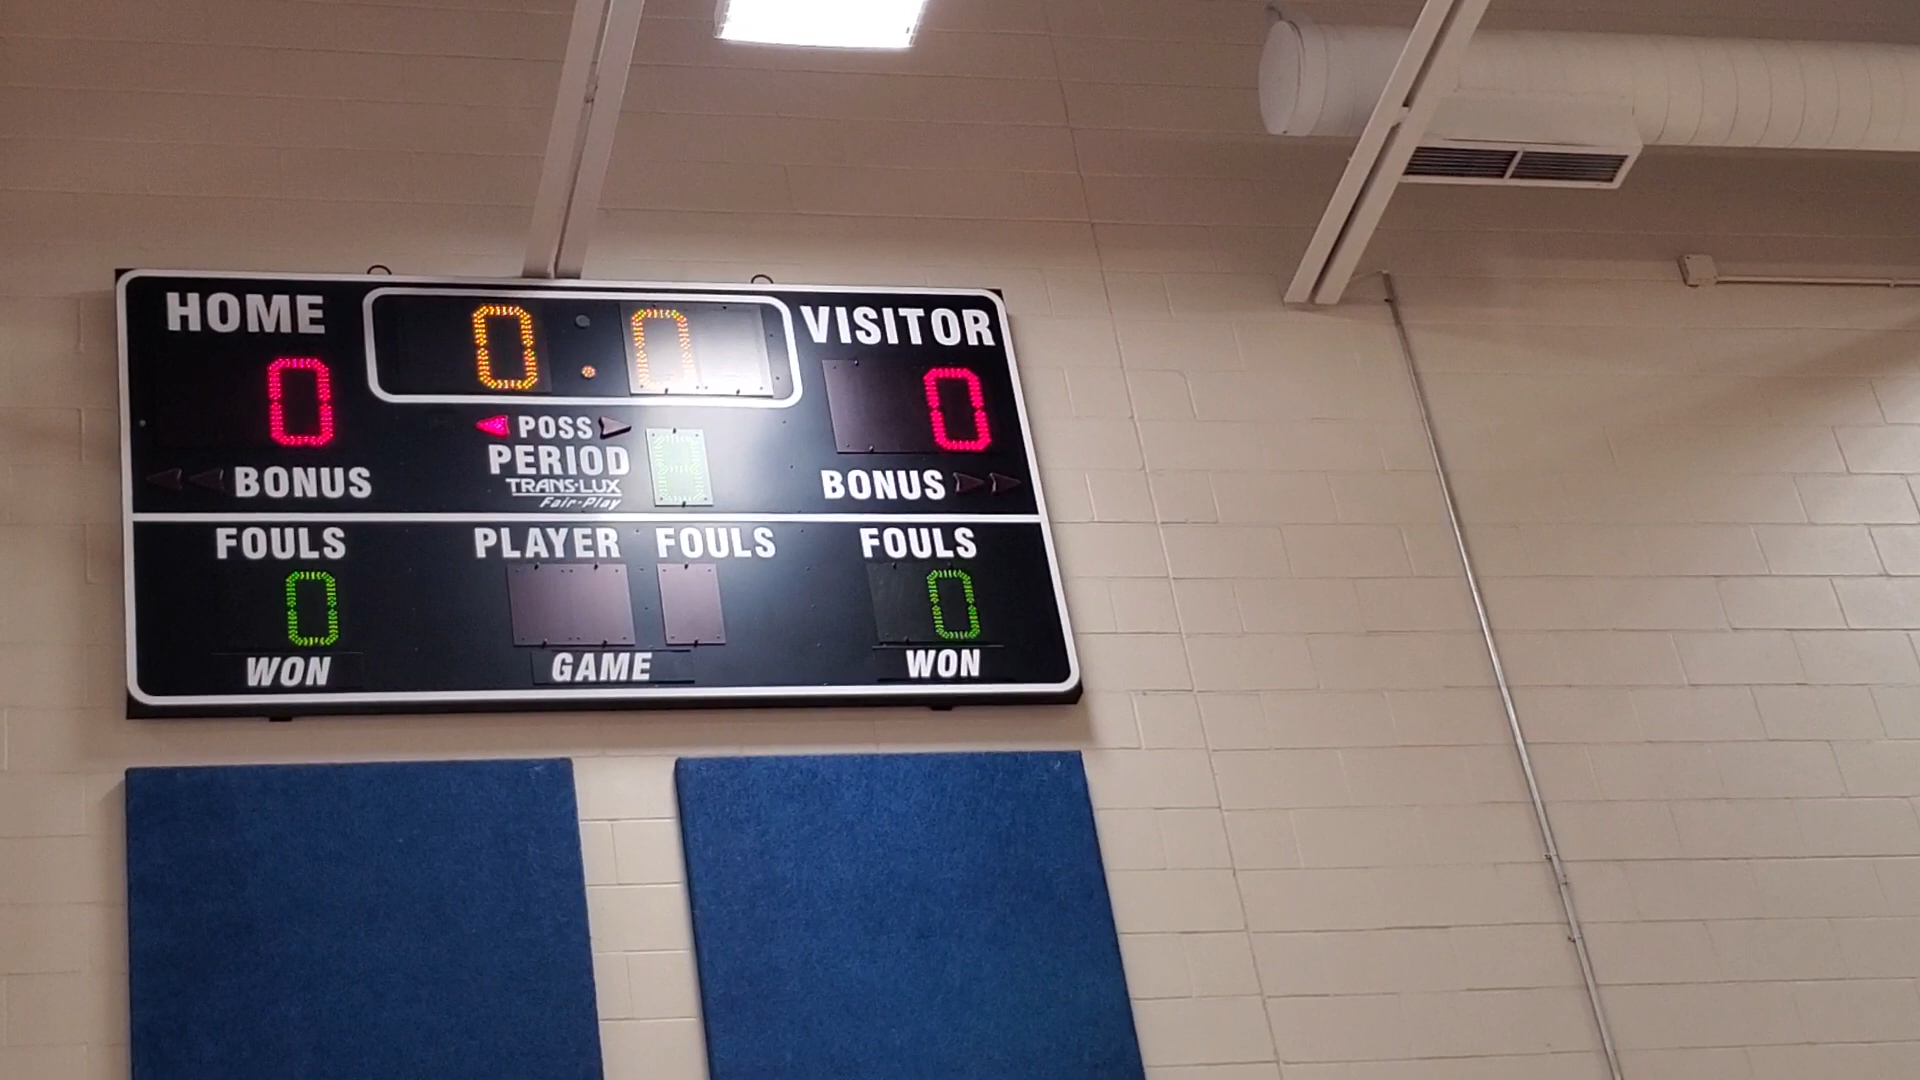 HOME 0.0 VISITOR
0 0
POSS
PERIOD
TRANS-LUX
Fair-Play
BONUS BONUS
FOULS PLAYER FOULS FOULS
0 0
WON GAME WON